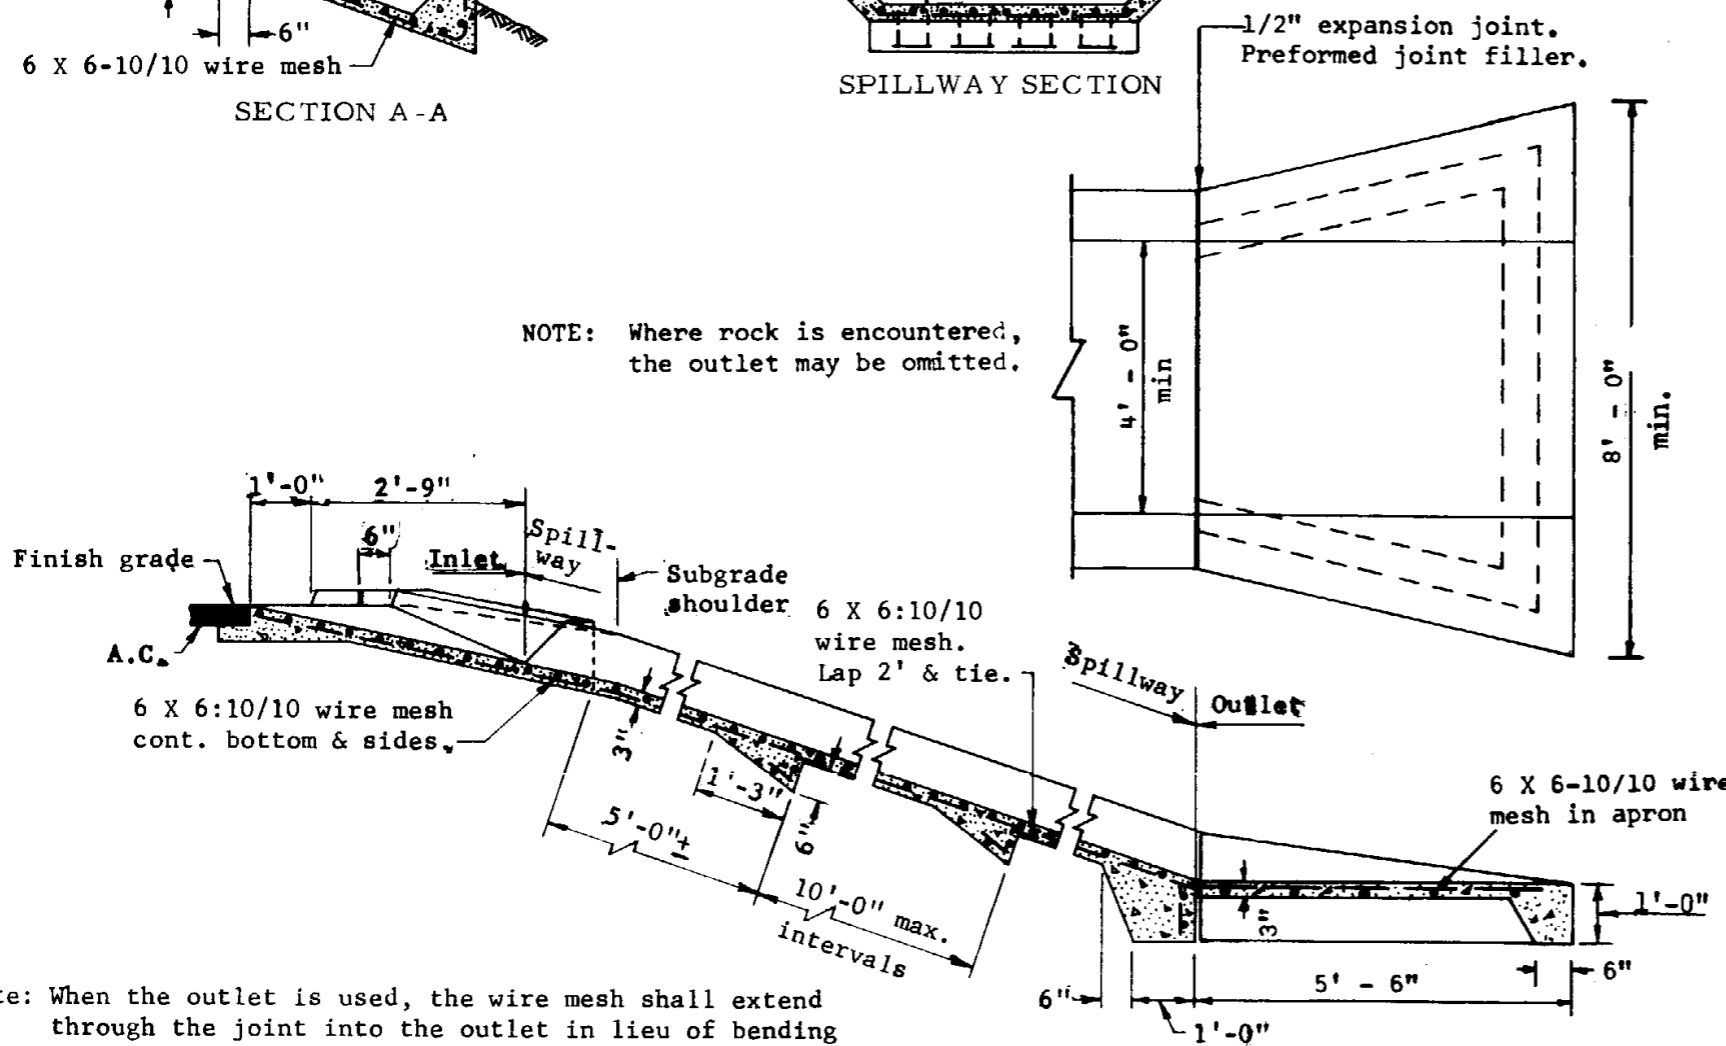 6"
6 X 6-10/10 wire mesh
SECTION A-A
SPILLWAY SECTION
1/2" expansion joint.
Preformed joint filler.
NOTE: Where rock is encountered,
the outlet may be omitted.
4' - 0"
min
8' - 0"
min.
1'-0"
2'-9"
6"
Finish grade
Inlet
Spill-
way
Subgrade
shoulder
A.C.
6 X 6:10/10
wire mesh.
Lap 2' & tie.
6 X 6:10/10 wire mesh
cont. bottom & sides.
3"
1'-3"
6"
5'-0"±
10'-0" max.
intervals
Spillway
Outlet
6 X 6-10/10 wire
mesh in apron
3"
1'-0"
6"
5' - 6"
6"
1'-0"
te: When the outlet is used, the wire mesh shall extend
through the joint into the outlet in lieu of bending